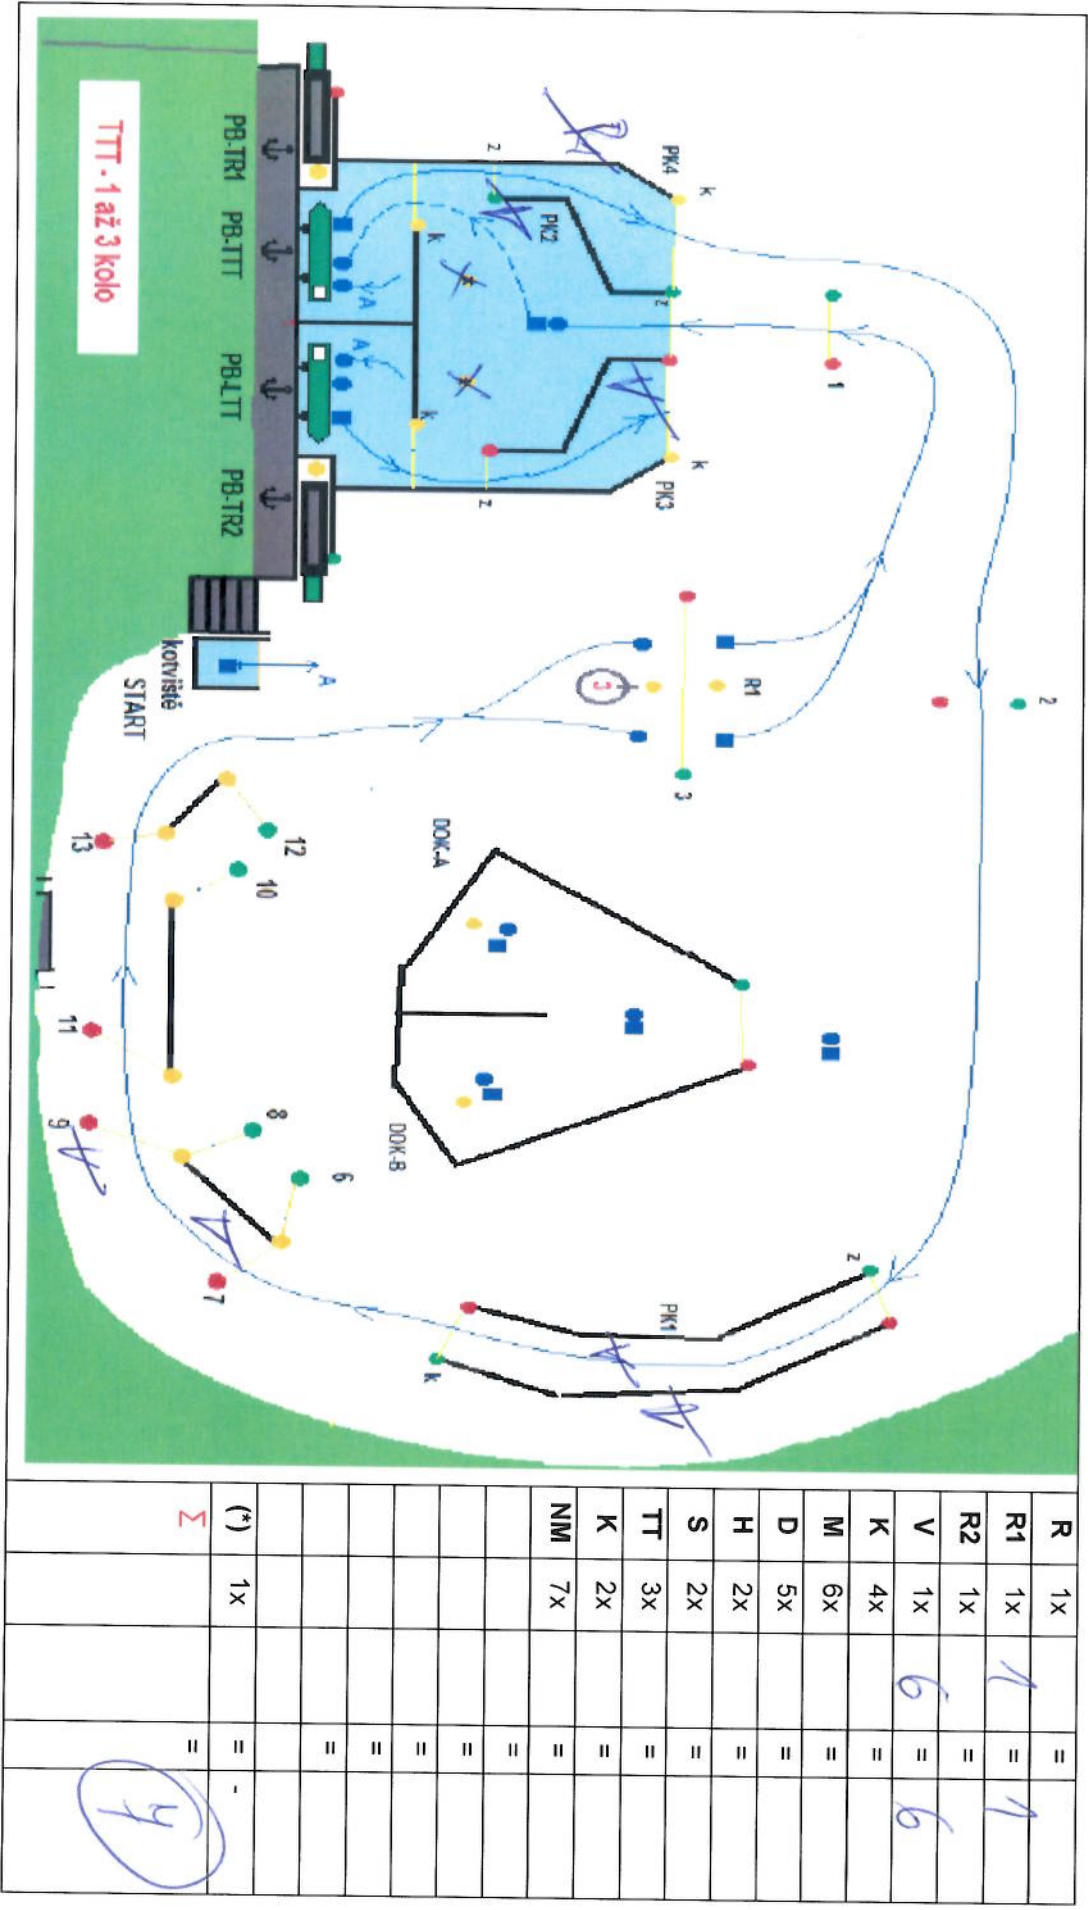 2
1
z
k
PK4
k
R1
PK1
z
3
k
PK3
PK2
z
z
3
k
k
k
DOK-A
DOK-B
6
A
A
A
12
8
10
kotviště
START
7
PB-TR1
PB-TTT
PB-LTT
PB-TR2
13
11
9
TTT - 1 až 3 kolo
R 1x =
R1 1x 1 = 1
R2 1x =
V 1x 6 = 6
K 4x =
M 6x =
D 5x =
H 2x =
S 2x =
TT 3x =
K 2x =
NM 7x =
=
=
=
=
=
(*) 1x = -
Σ = 7